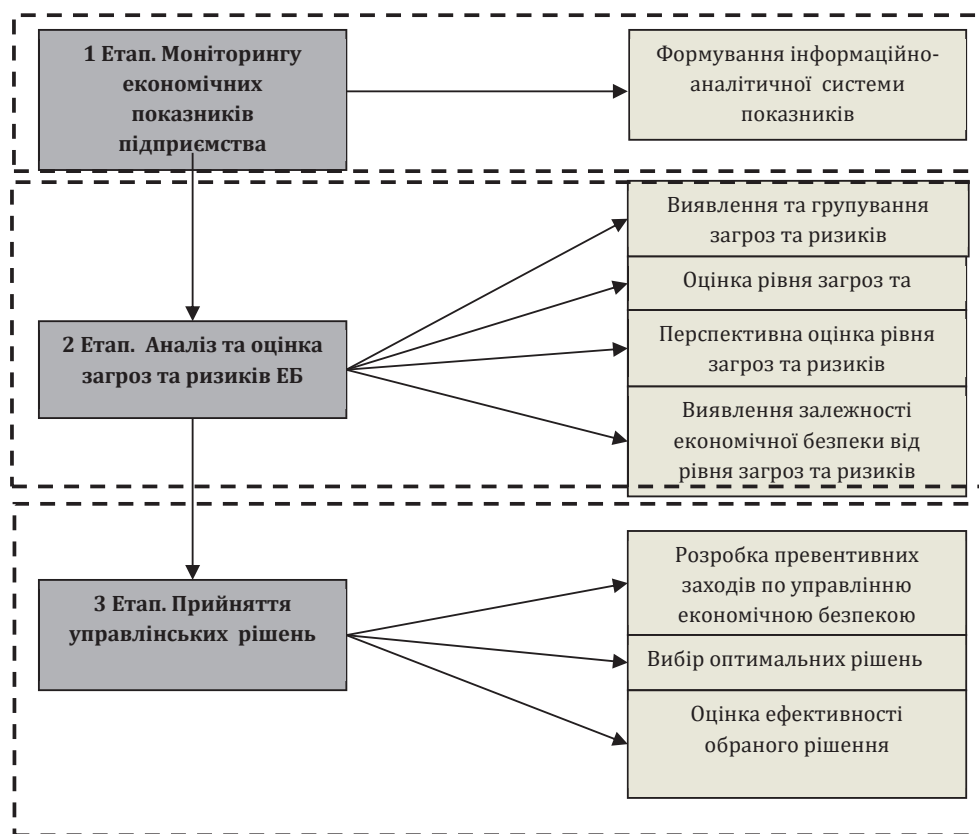 1 Етап. Моніторингу
економічних
показників
підприємства
Формування інформаційно-
аналітичної системи
показників
2 Етап. Аналіз та оцінка
загроз та ризиків ЕБ
Виявлення та групування
загроз та ризиків
Оцінка рівня загроз та
Перспективна оцінка рівня
загроз та ризиків
Виявлення залежності
економічної безпеки від
рівня загроз та ризиків
3 Етап. Прийняття
управлінських рішень
Розробка превентивних
заходів по управлінню
економічною безпекою
Вибір оптимальних рішень
Оцінка ефективності
обраного рішення